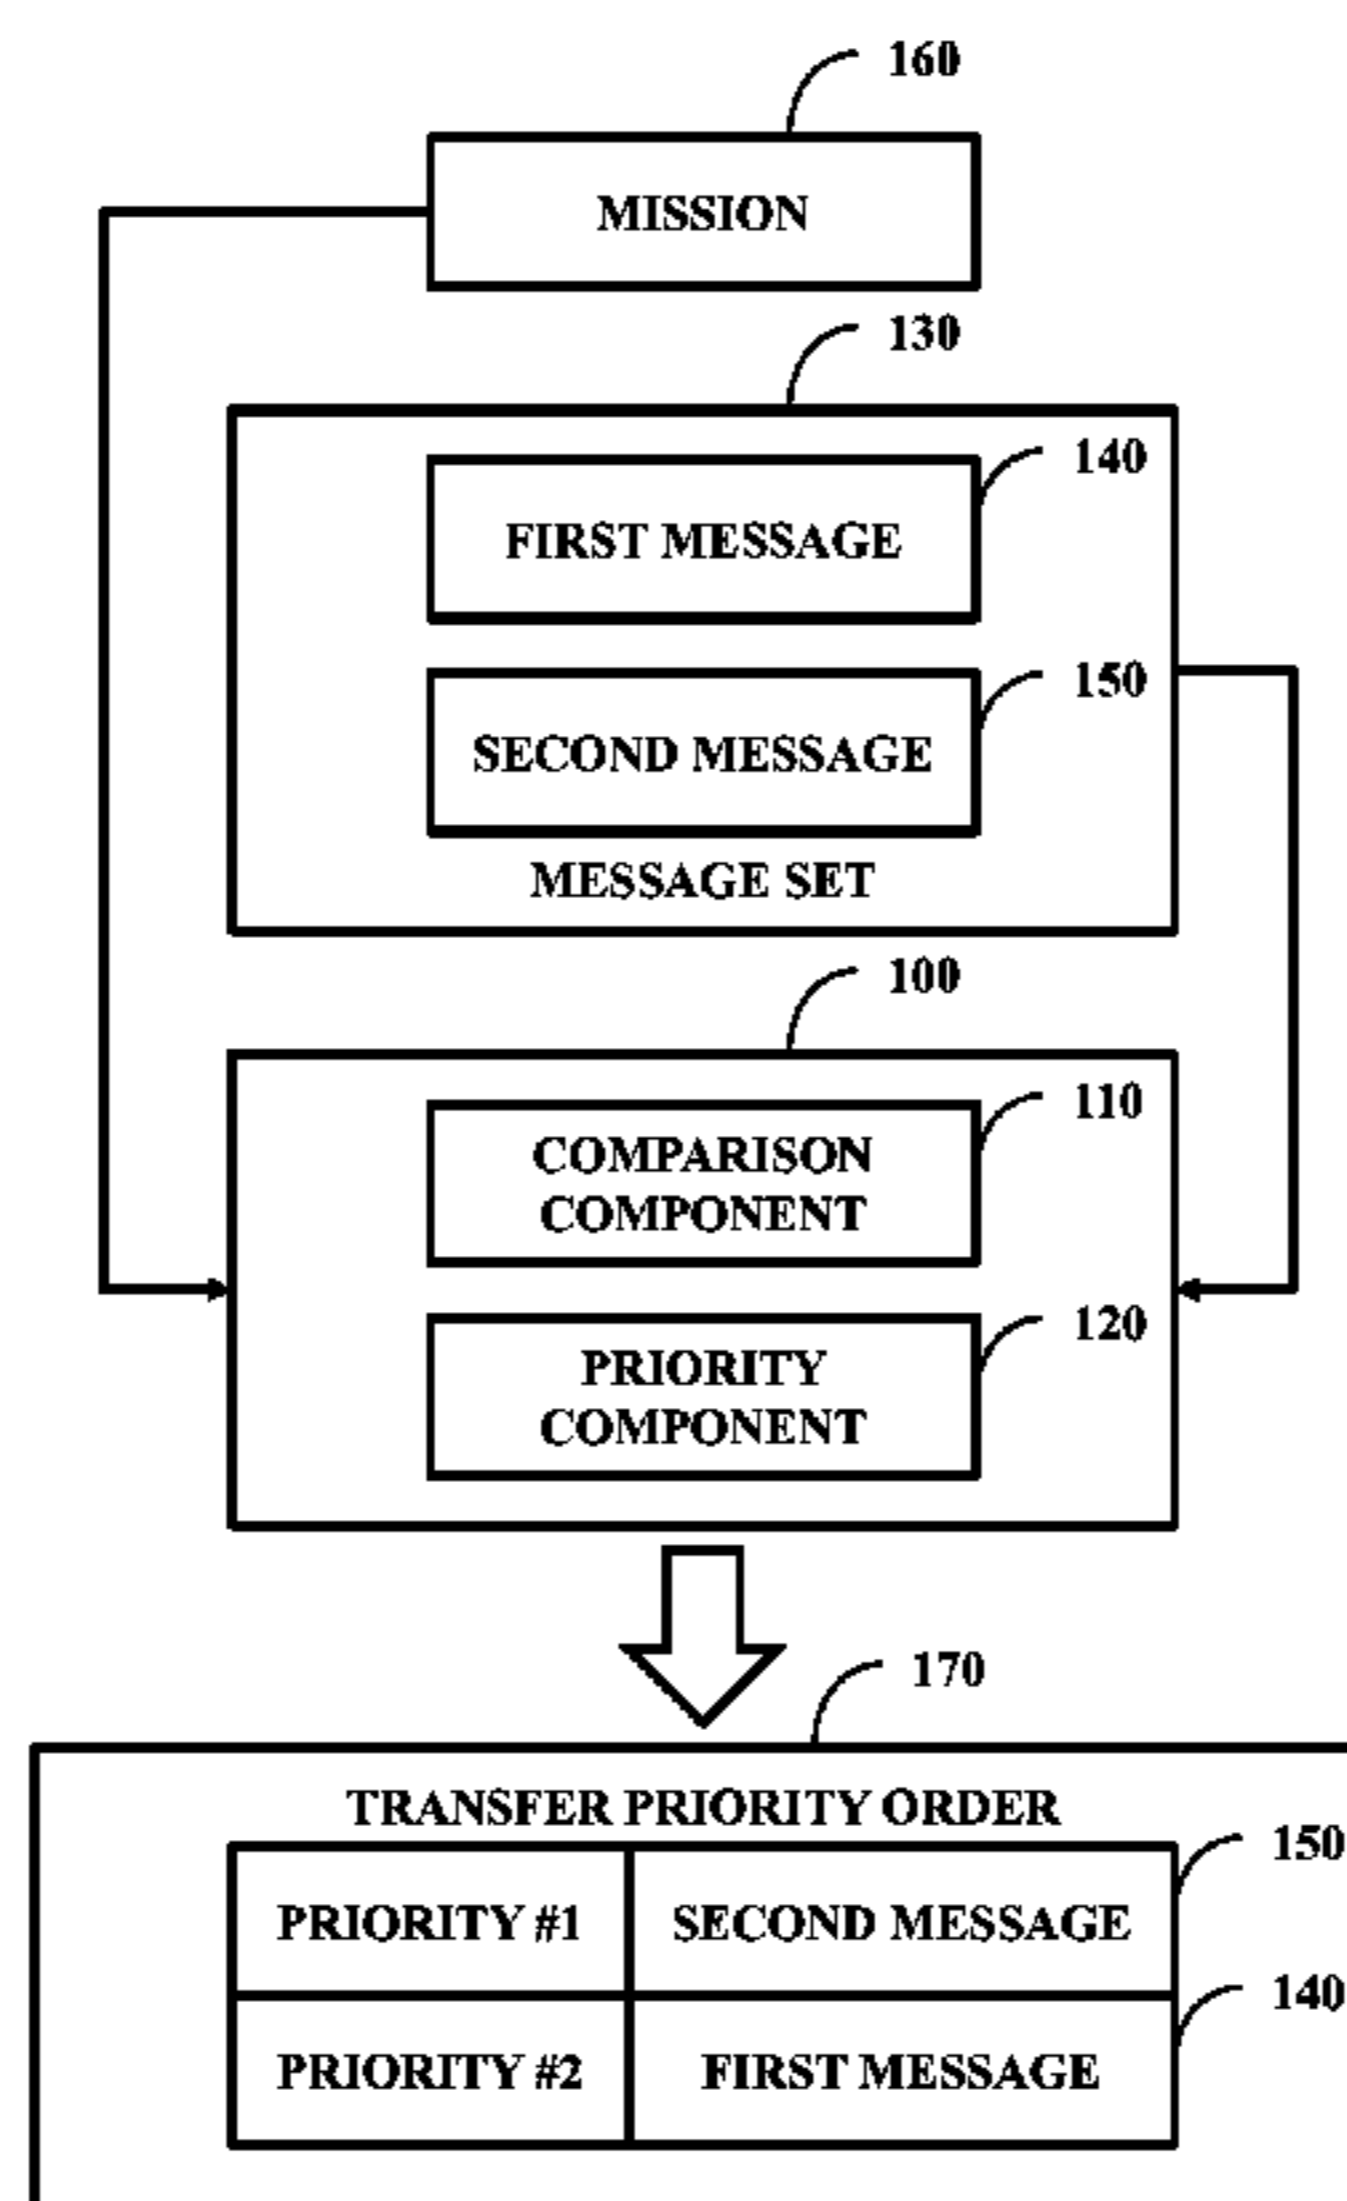 160
MISSION
130
140
FIRST MESSAGE
150
SECOND MESSAGE
MESSAGE SET
100
110
COMPARISON
COMPONENT
120
PRIORITY
COMPONENT
170
TRANSFER PRIORITY ORDER
150
PRIORITY #1 SECOND MESSAGE
140
PRIORITY #2 FIRST MESSAGE